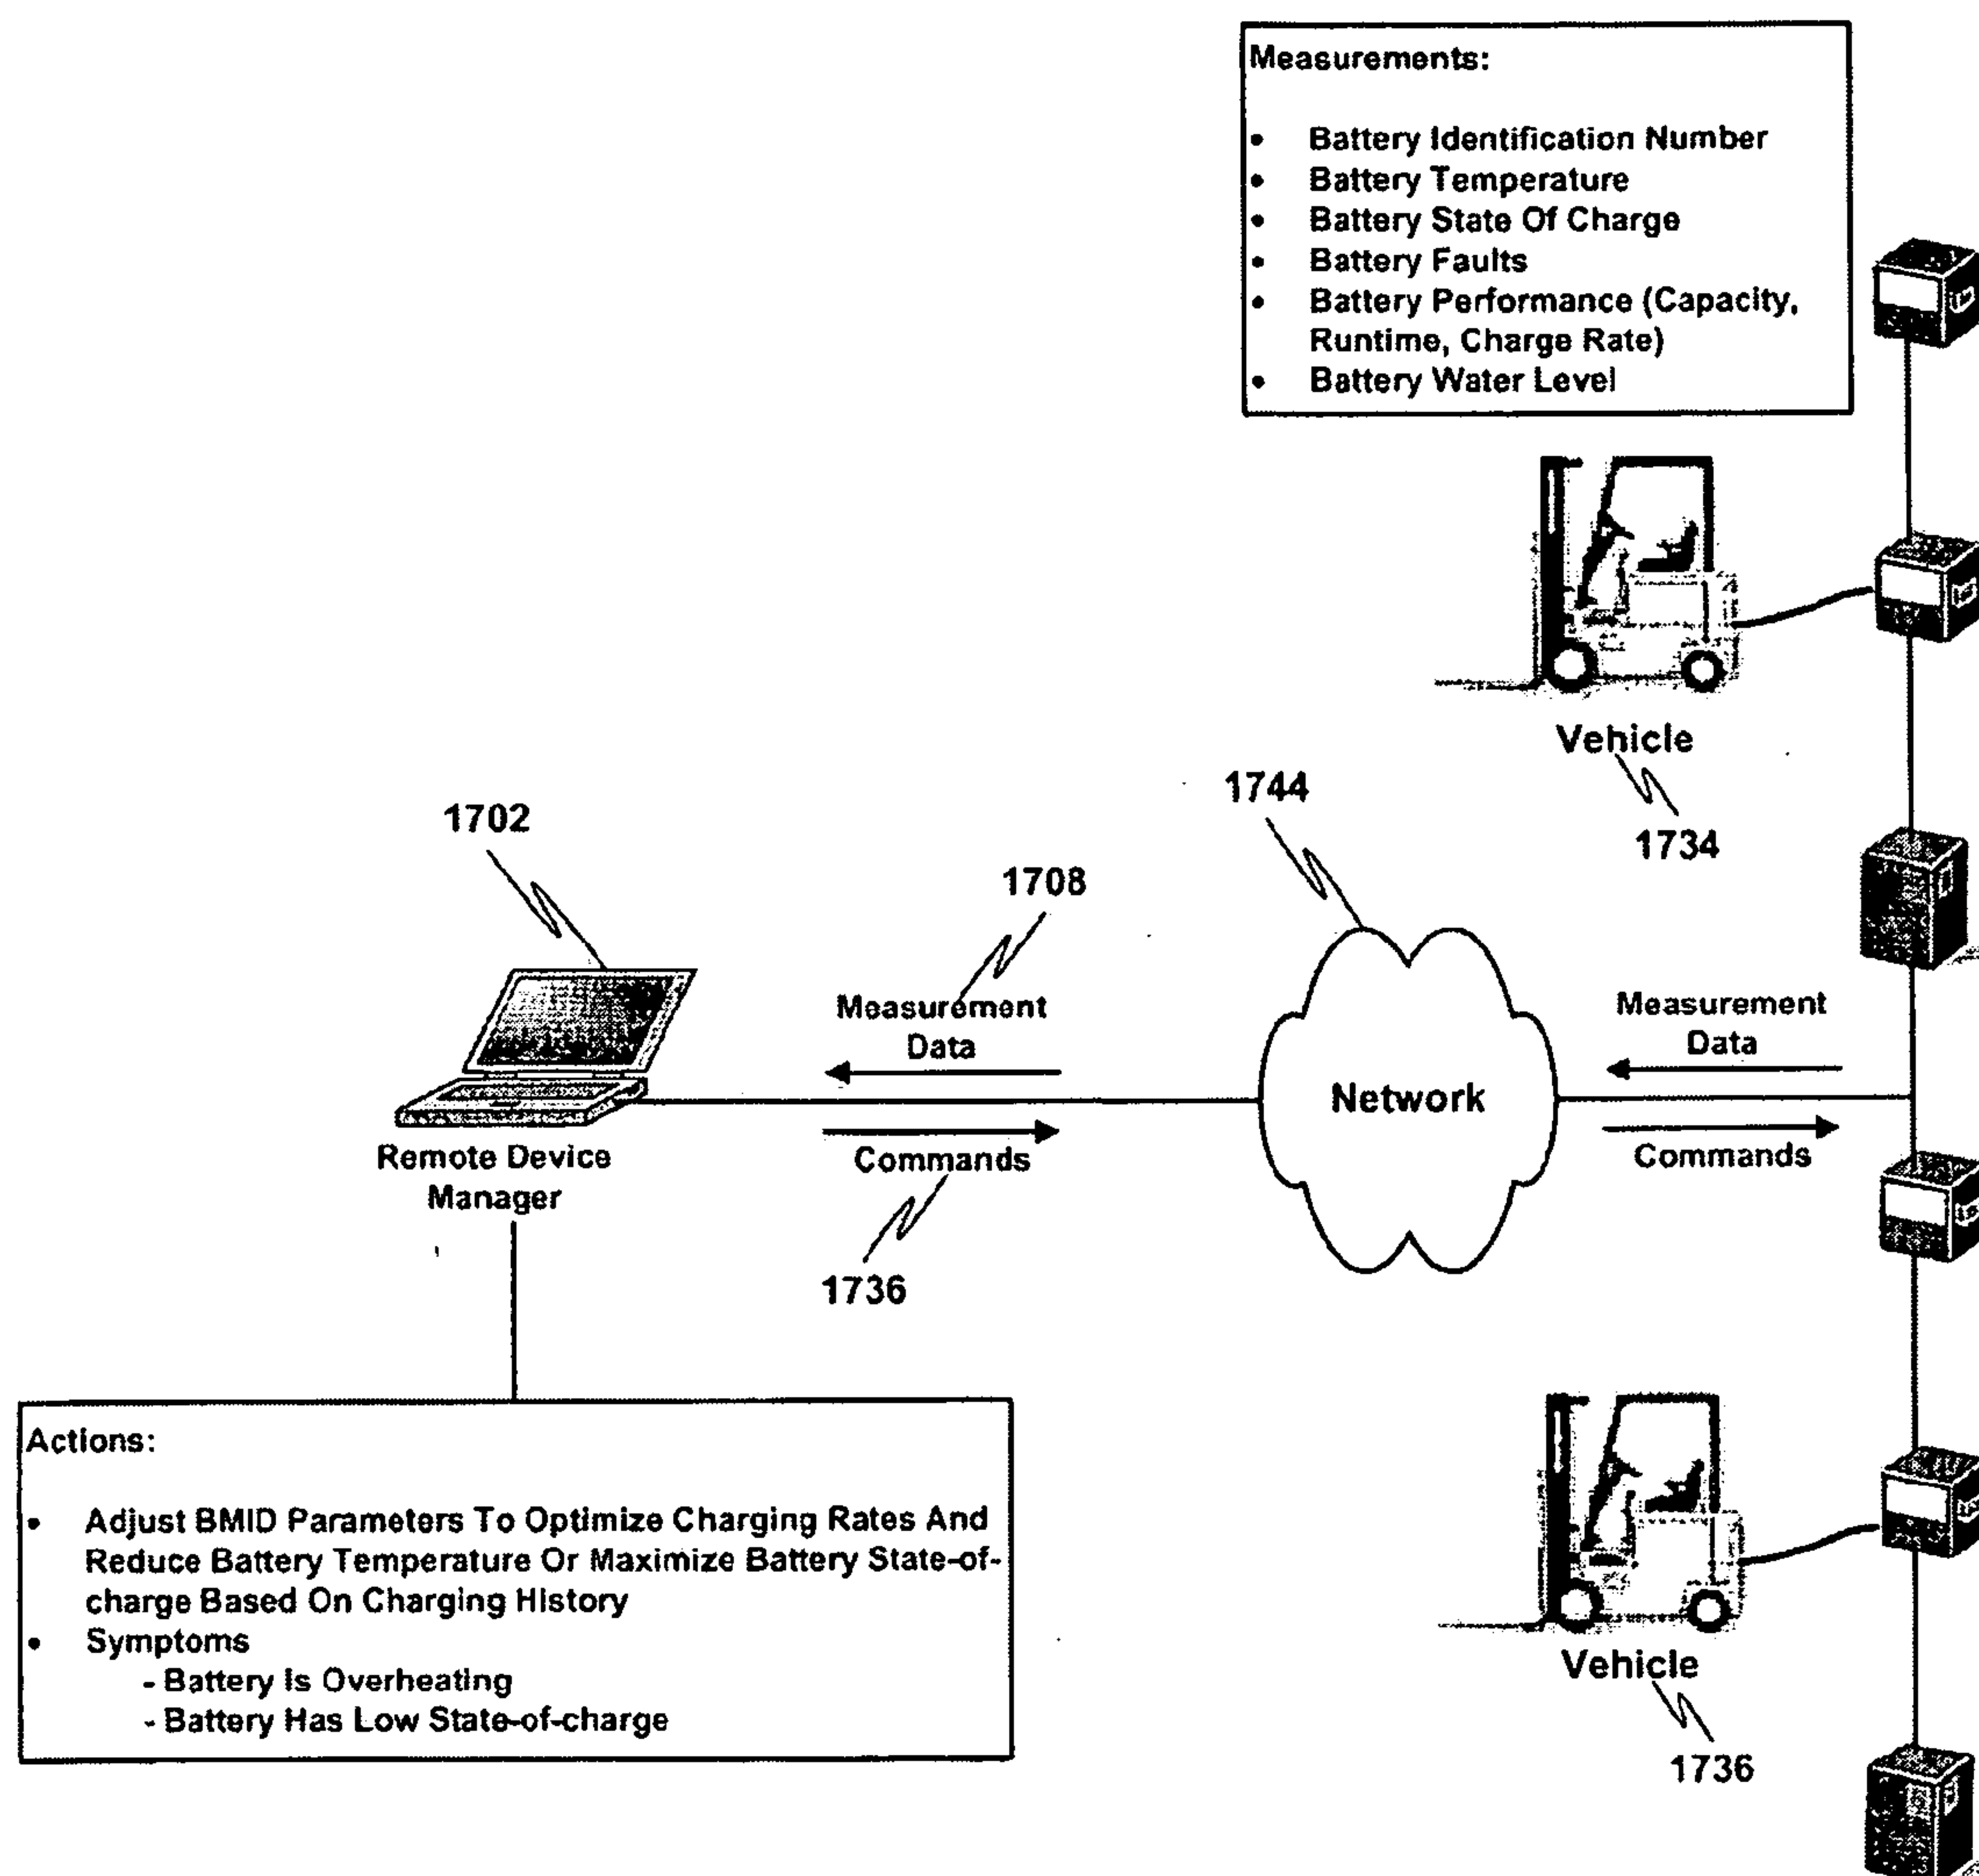 Measurements:
• Battery Identification Number
• Battery Temperature
• Battery State Of Charge
• Battery Faults
• Battery Performance (Capacity,
Runtime, Charge Rate)
• Battery Water Level
Vehicle
1734
1744
1702
1708
Measurement
Data
Measurement
Data
Network
Remote Device
Manager
Commands
Commands
1736
Actions:
• Adjust BMID Parameters To Optimize Charging Rates And
Reduce Battery Temperature Or Maximize Battery State-of-
charge Based On Charging History
• Symptoms
- Battery Is Overheating
- Battery Has Low State-of-charge
Vehicle
1736